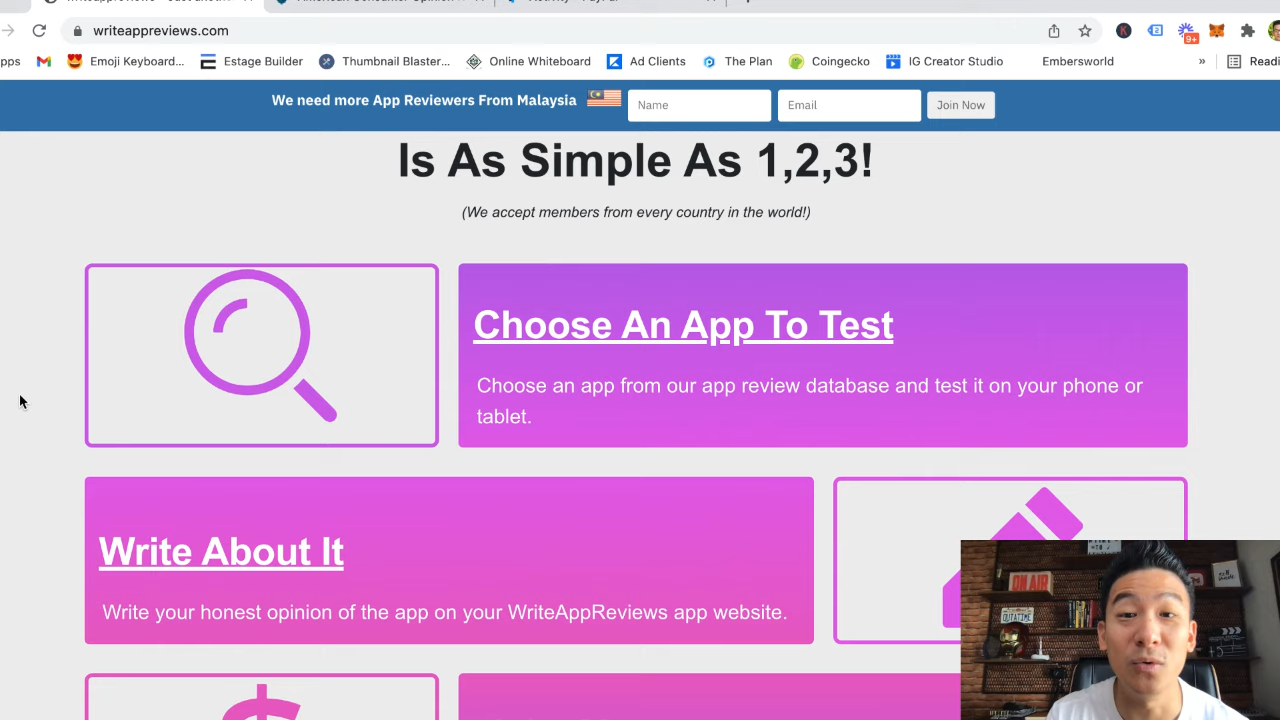 writeappreviews.com
pps Emoji Keyboard... Estage Builder Thumbnail Blaster... Online Whiteboard Ad Clients The Plan Coingecko IG Creator Studio Embersworld » Readi
We need more App Reviewers From Malaysia Name Email Join Now
Is As Simple As 1,2,3!
(We accept members from every country in the world!)
Choose An App To Test
Choose an app from our app review database and test it on your phone or
tablet.
Write About It
Write your honest opinion of the app on your WriteAppReviews app website.
ON AIR
OUTATIME
9+